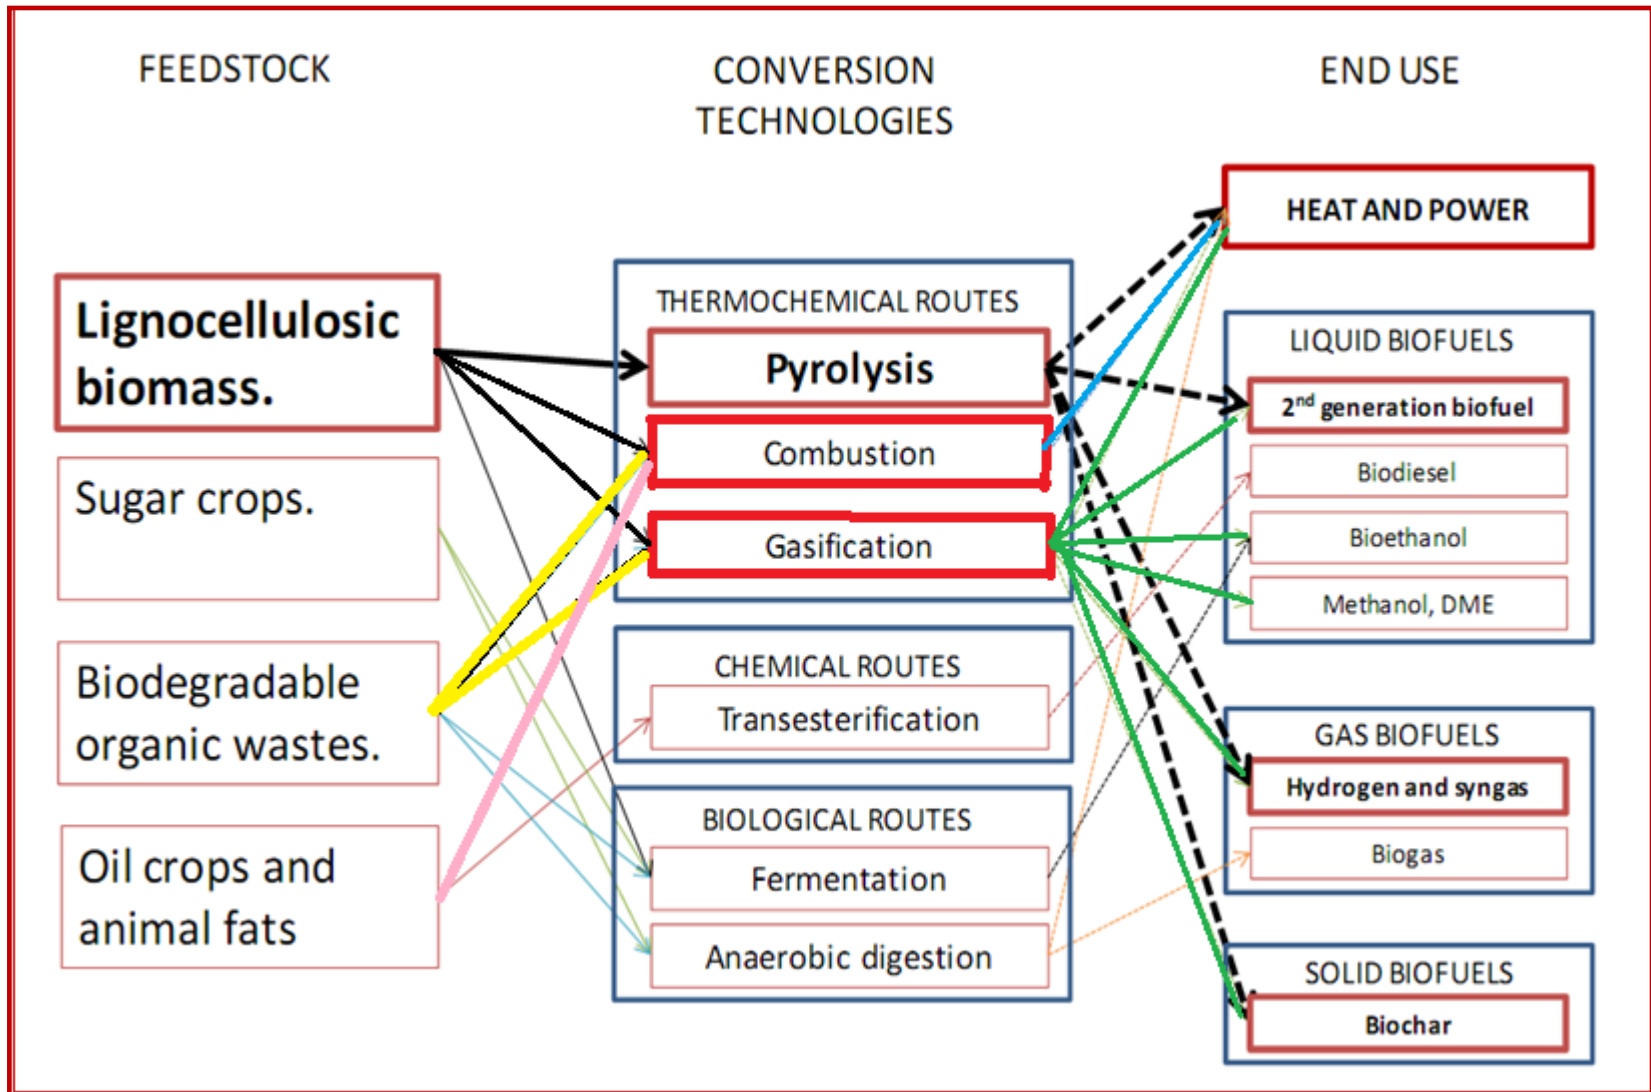 FEEDSTOCK
CONVERSION
TECHNOLOGIES
END USE
Lignocellulosic
biomass.
Sugar crops.
Biodegradable
organic wastes.
Oil crops and
animal fats
THERMOCHEMICAL ROUTES
Pyrolysis
Combustion
Gasification
CHEMICAL ROUTES
Transesterification
BIOLOGICAL ROUTES
Fermentation
Anaerobic digestion
HEAT AND POWER
LIQUID BIOFUELS
2nd generation biofuel
Biodiesel
Bioethanol
Methanol, DME
GAS BIOFUELS
Hydrogen and syngas
Biogas
SOLID BIOFUELS
Biochar